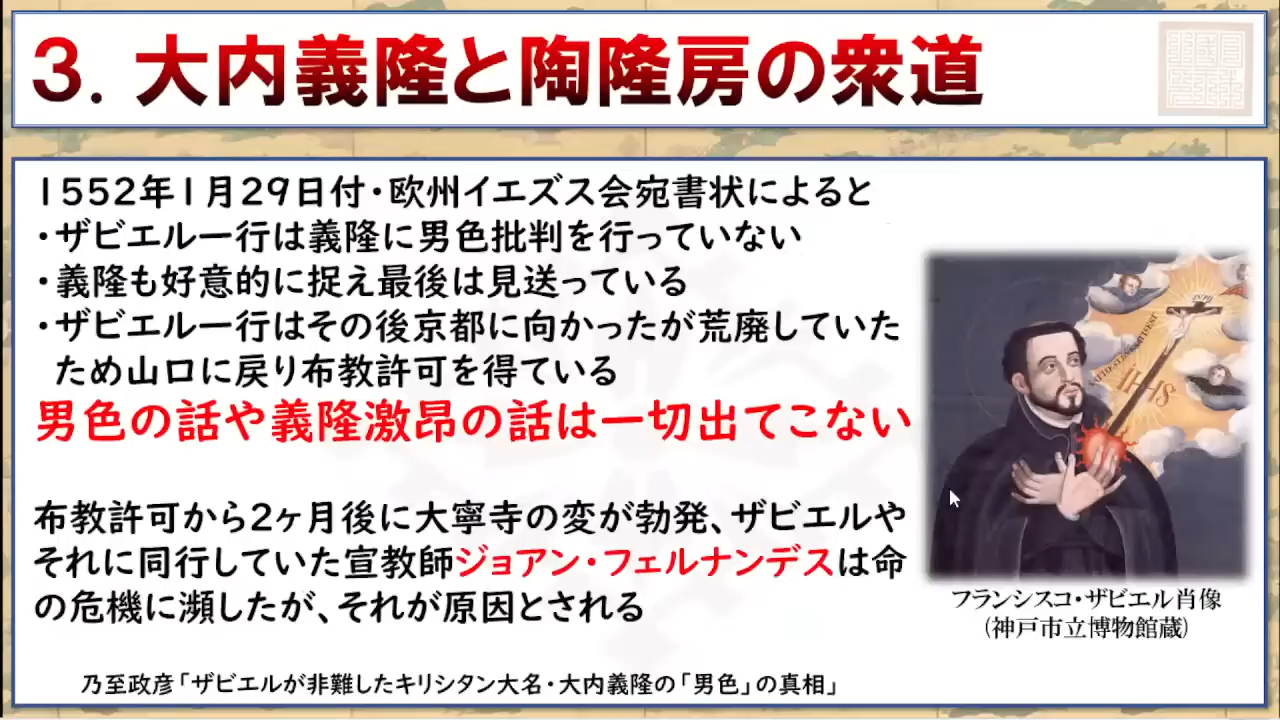 3．大内義隆と陶隆房の衆道
1552年1月29日付・欧州イエズス会宛書状によると
・ザビエル一行は義隆に男色批判を行っていない
・義隆も好意的に捉え最後は見送っている
・ザビエル一行はその後京都に向かったが荒廃していた
ため山口に戻り布教許可を得ている
男色の話や義隆激昂の話は一切出てこない
布教許可から2ヶ月後に大寧寺の変が勃発、ザビエルや
それに同行していた宣教師ジョアン・フェルナンデスは命
の危機に瀕したが、それが原因とされる
フランシスコ・ザビエル肖像
（神戸市立博物館蔵）
乃至政彦「ザビエルが非難したキリシタン大名・大内義隆の「男色」の真相」